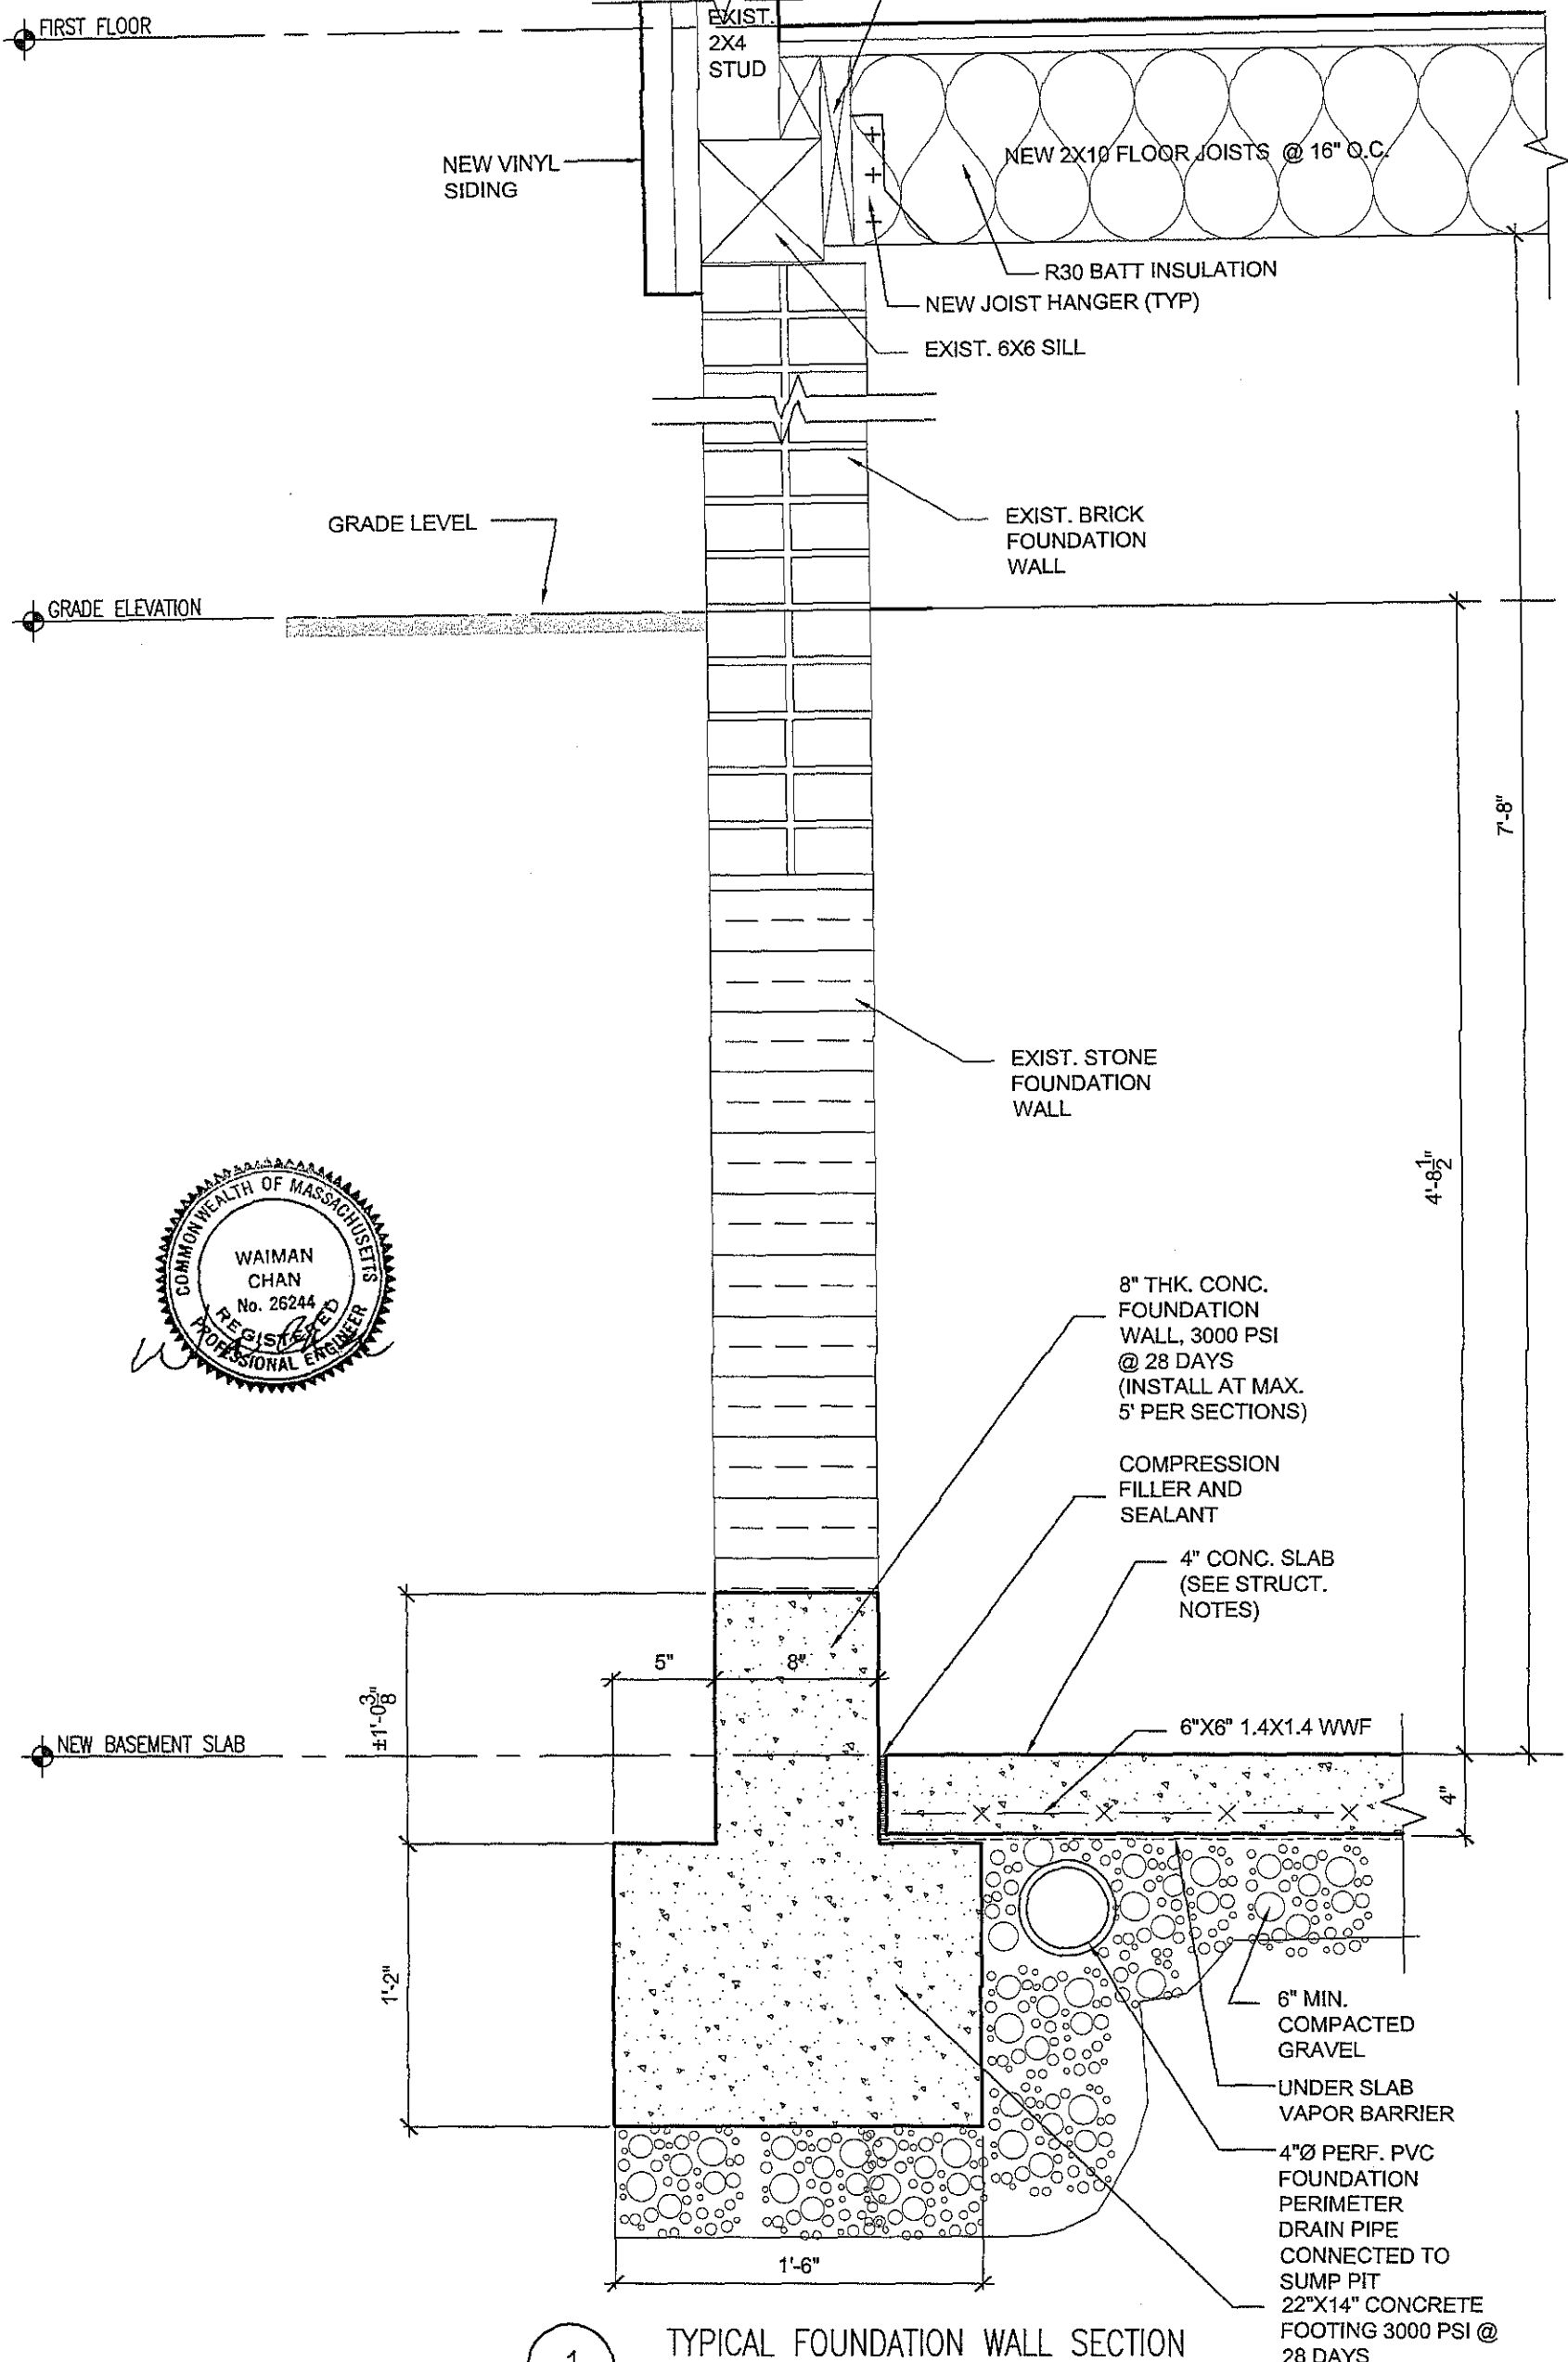 FIRST FLOOR
EXIST.
2X4
STUD
NEW VINYL
SIDING
NEW 2X10 FLOOR JOISTS @ 16" O.C.
R30 BATT INSULATION
NEW JOIST HANGER (TYP)
EXIST. 6X6 SILL
GRADE LEVEL
EXIST. BRICK
FOUNDATION
WALL
GRADE ELEVATION
7'-8"
EXIST. STONE
FOUNDATION
WALL
4'-8 1/2"
COMMONWEALTH OF MASSACHUSETTS
WAIMAN
CHAN
No. 26244
REGISTERED
PROFESSIONAL ENGINEER
8" THK. CONC.
FOUNDATION
WALL, 3000 PSI
@ 28 DAYS
(INSTALL AT MAX.
5' PER SECTIONS)
COMPRESSION
FILLER AND
SEALANT
4" CONC. SLAB
(SEE STRUCT.
NOTES)
5"
8"
±1'-0 3/8"
6"X6" 1.4X1.4 WWF
NEW BASEMENT SLAB
4"
1'-2"
6" MIN.
COMPACTED
GRAVEL
UNDER SLAB
VAPOR BARRIER
4"Ø PERF. PVC
FOUNDATION
PERIMETER
DRAIN PIPE
CONNECTED TO
SUMP PIT
1'-6"
22"X14" CONCRETE
FOOTING 3000 PSI @
28 DAYS
1
TYPICAL FOUNDATION WALL SECTION